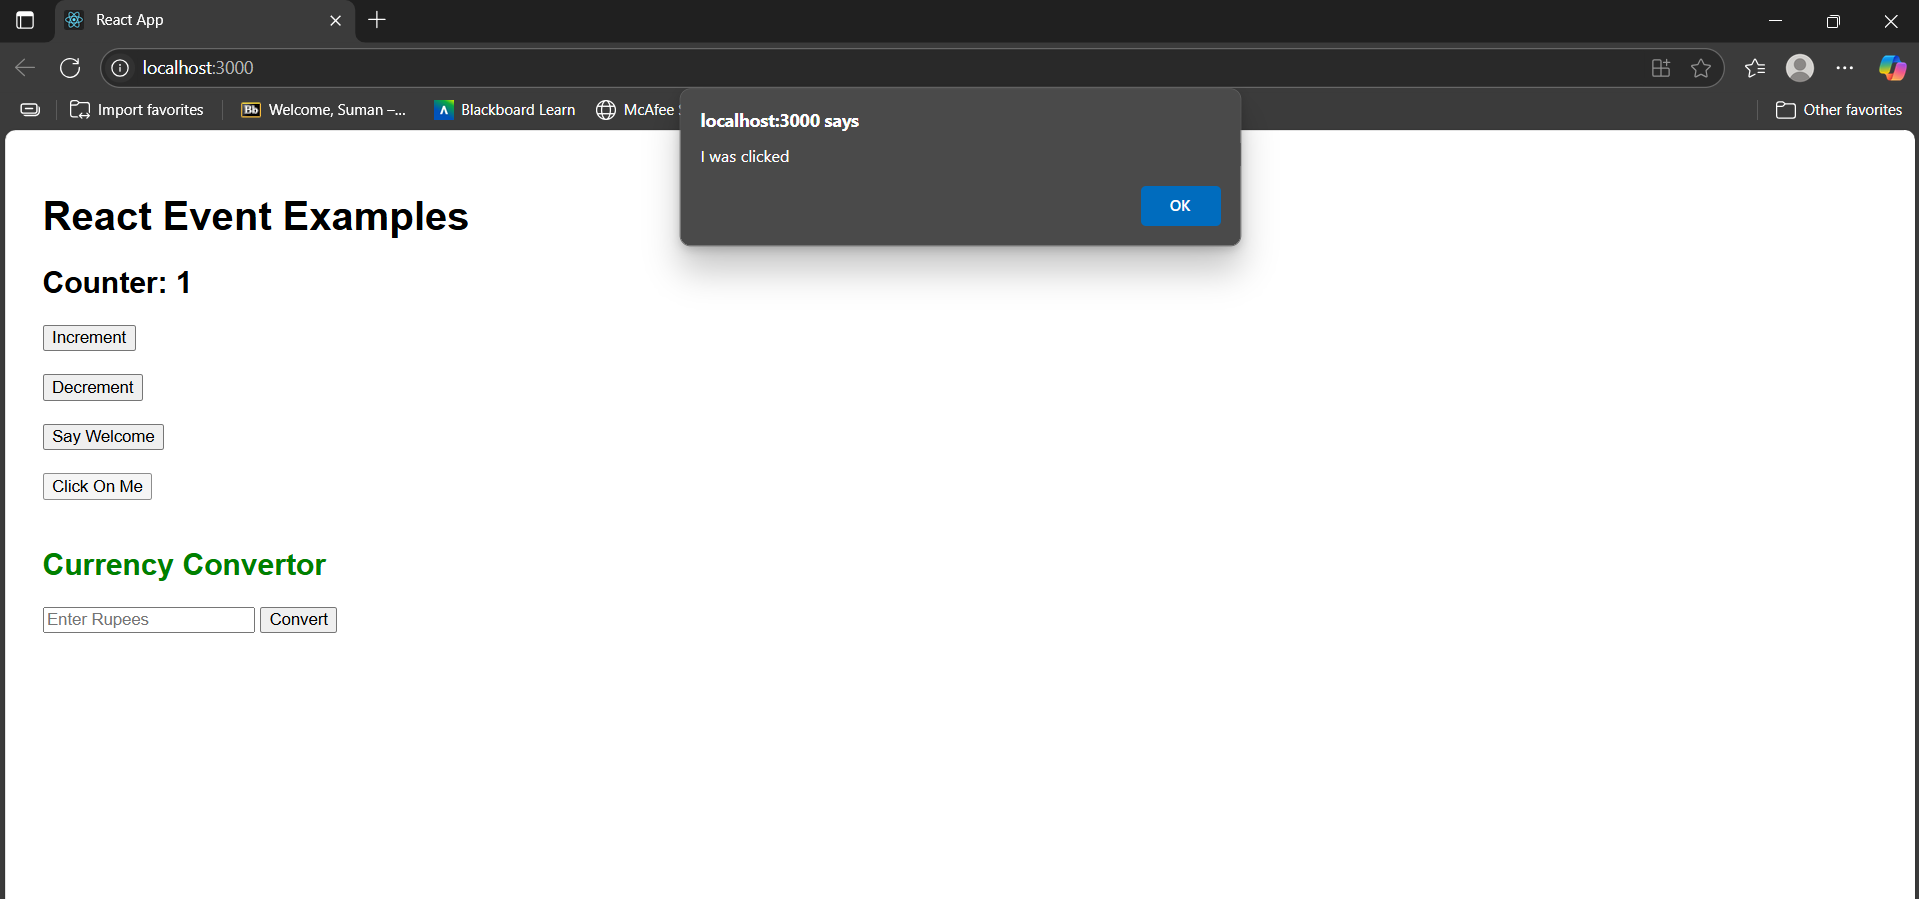 React App
localhost:3000
Import favorites
Bb Welcome, Suman –...
Blackboard Learn
McAfee
Other favorites
localhost:3000 says
I was clicked
OK
React Event Examples
Counter: 1
Increment
Decrement
Say Welcome
Click On Me
Currency Convertor
Enter Rupees Convert